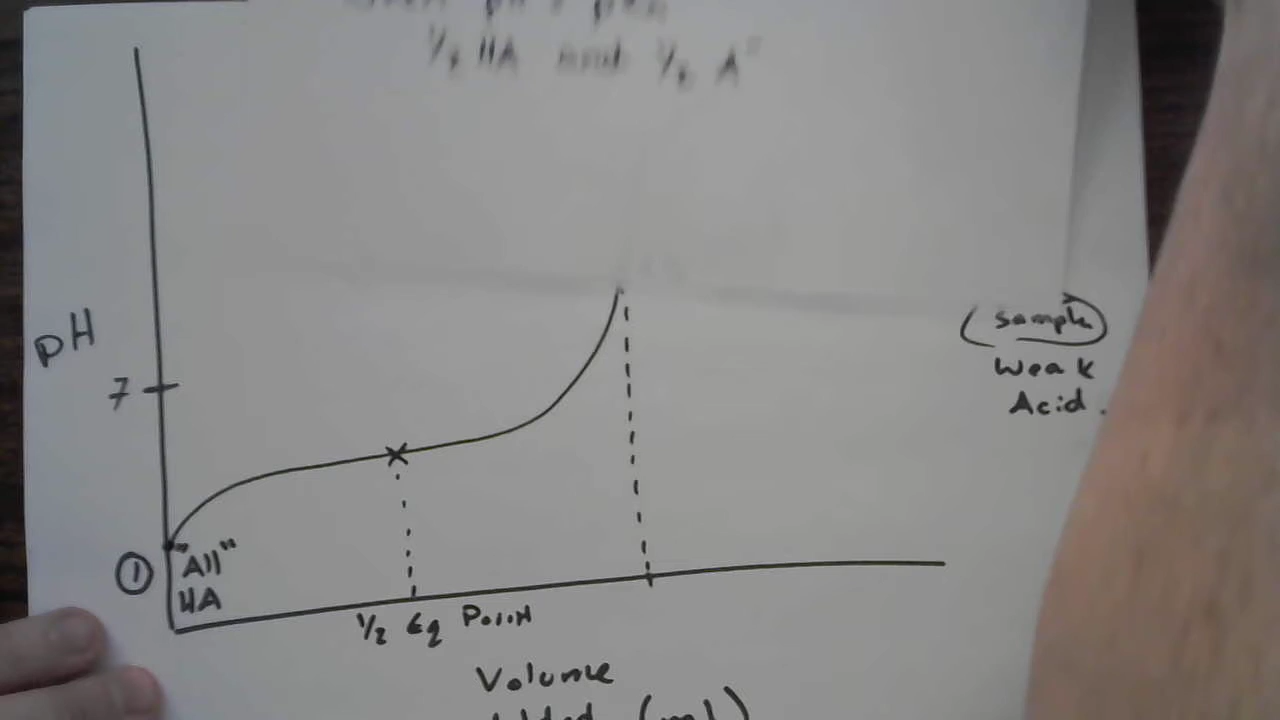 1/2 HA and 1/2 A⁻
pH
7
(sample)
Weak
Acid.
① "All"
HA
1/2 Eq Point
Volume
(mL)